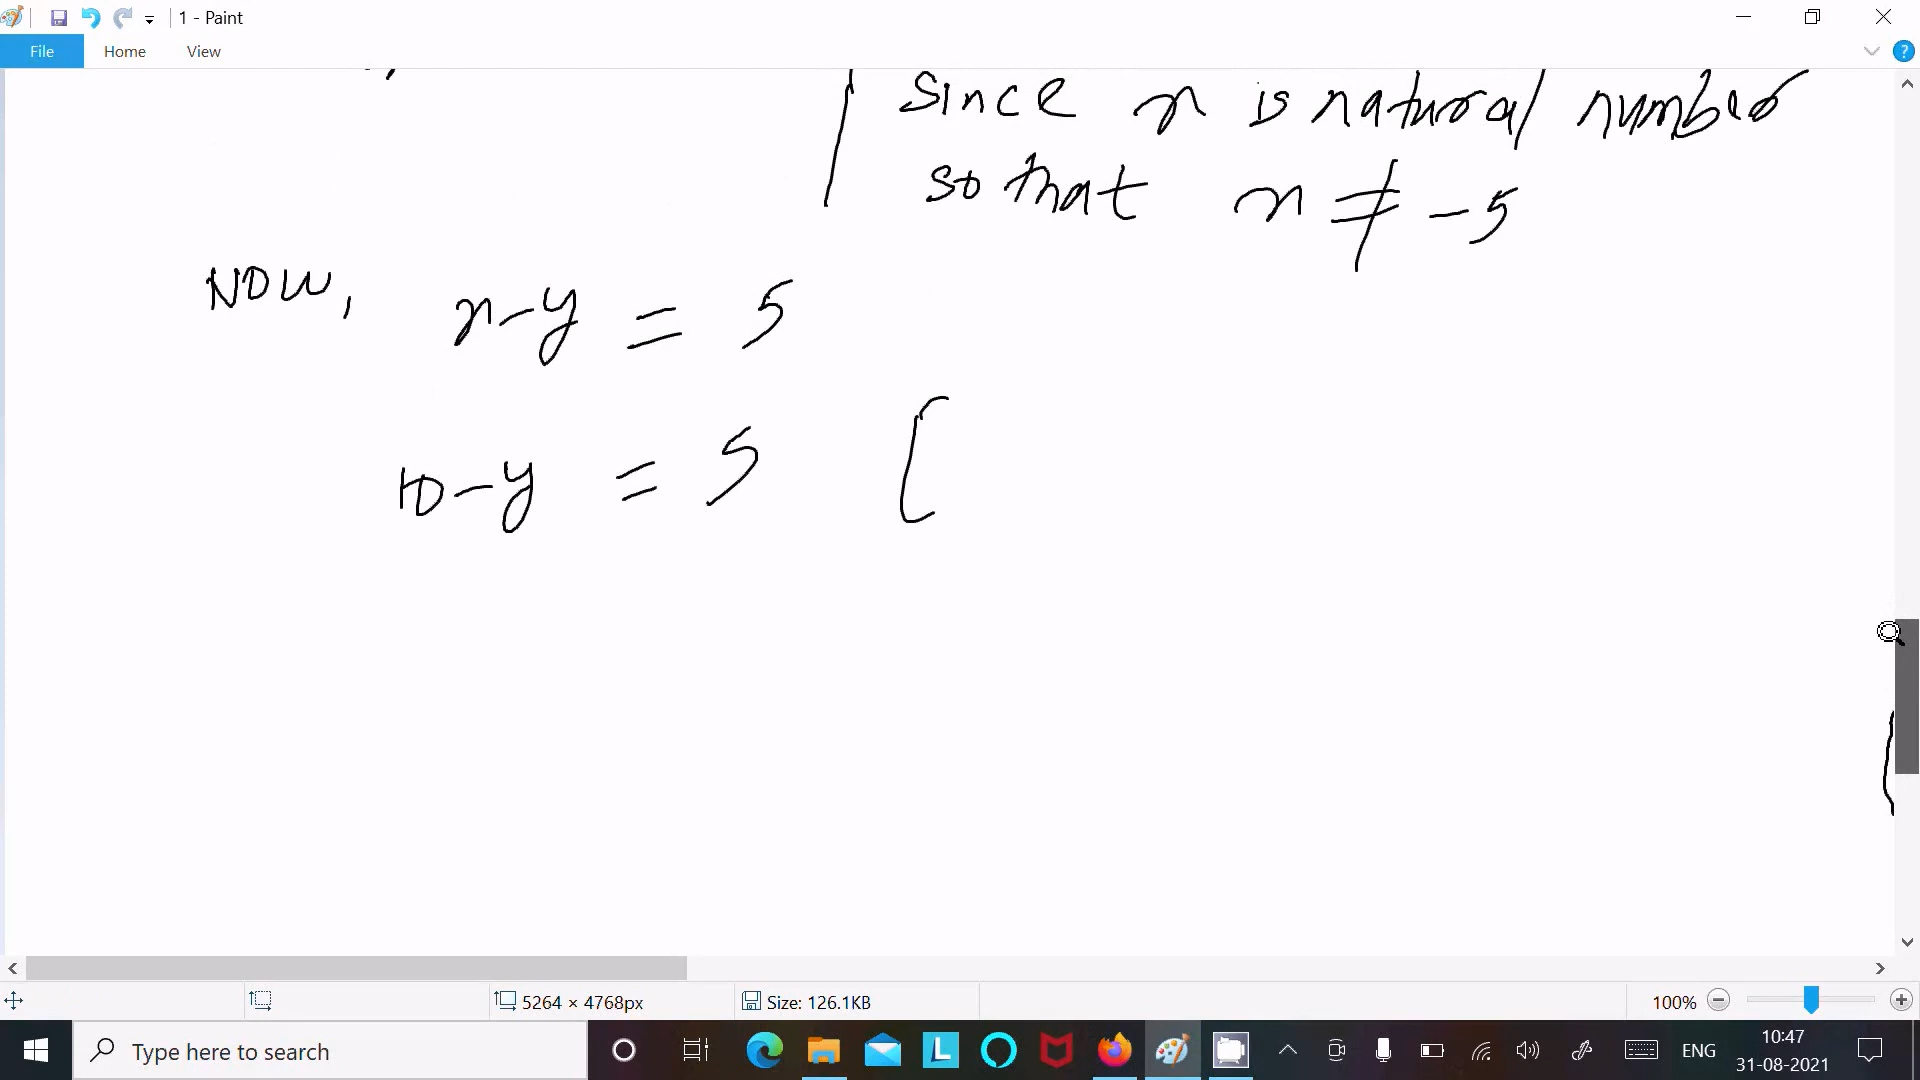 1 - Paint
File Home View
Since x is natural number
so that x ≠ -5
NOW, x-y = 5
10-y = 5 [
5264 × 4768px Size: 126.1KB 100%
Type here to search ENG 10:47
31-08-2021